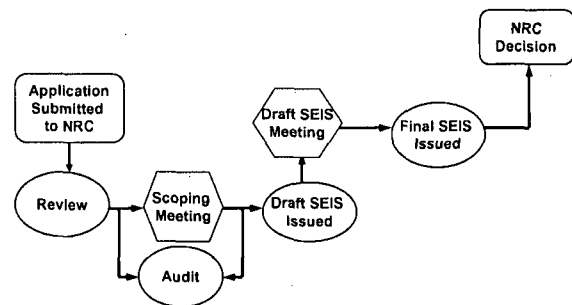 Application
Submitted
to NRC
Review
Scoping
Meeting
Audit
Draft SEIS
Issued
Draft SEIS
Meeting
Final SEIS
Issued
NRC
Decision